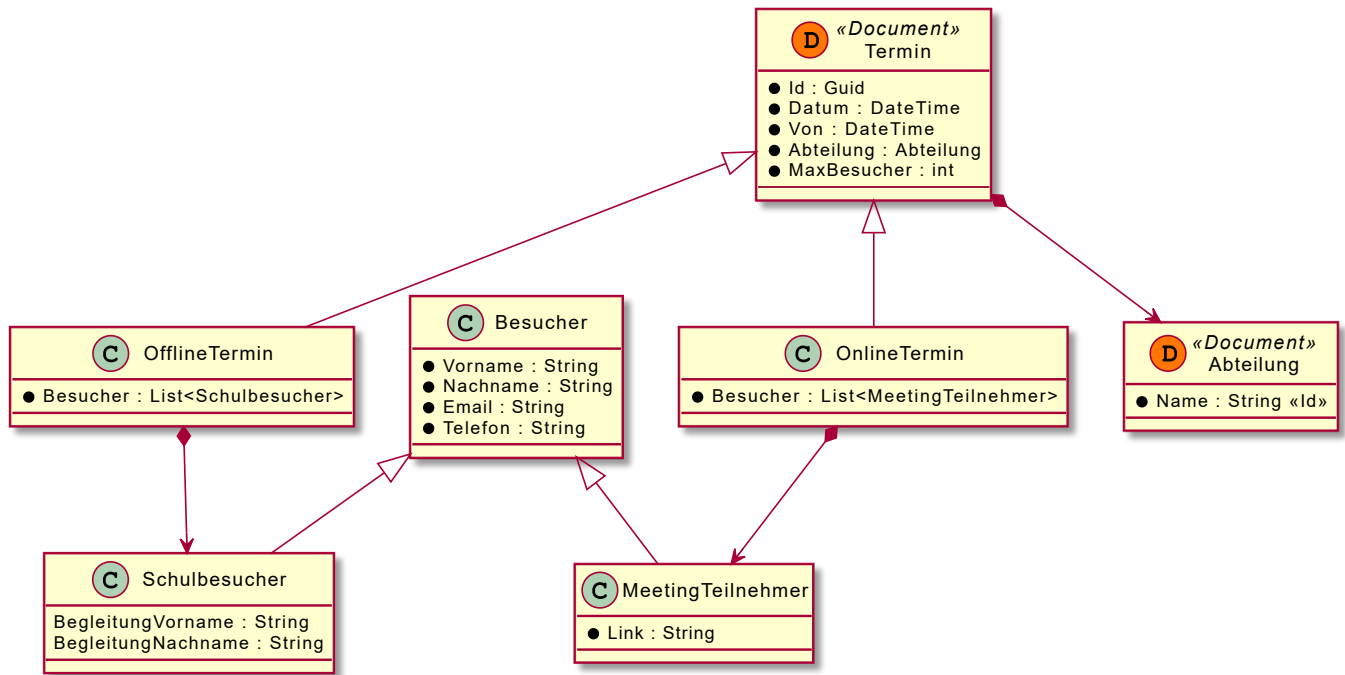 D «Document»
Termin
Id : Guid
Datum : DateTime
Von : DateTime
Abteilung : Abteilung
MaxBesucher : int
C OfflineTermin
Besucher : List<Schulbesucher>
C Besucher
Vorname : String
Nachname : String
Email : String
Telefon : String
C OnlineTermin
Besucher : List<MeetingTeilnehmer>
D «Document»
Abteilung
Name : String «Id»
C Schulbesucher
BegleitungVorname : String
BegleitungNachname : String
C MeetingTeilnehmer
Link : String